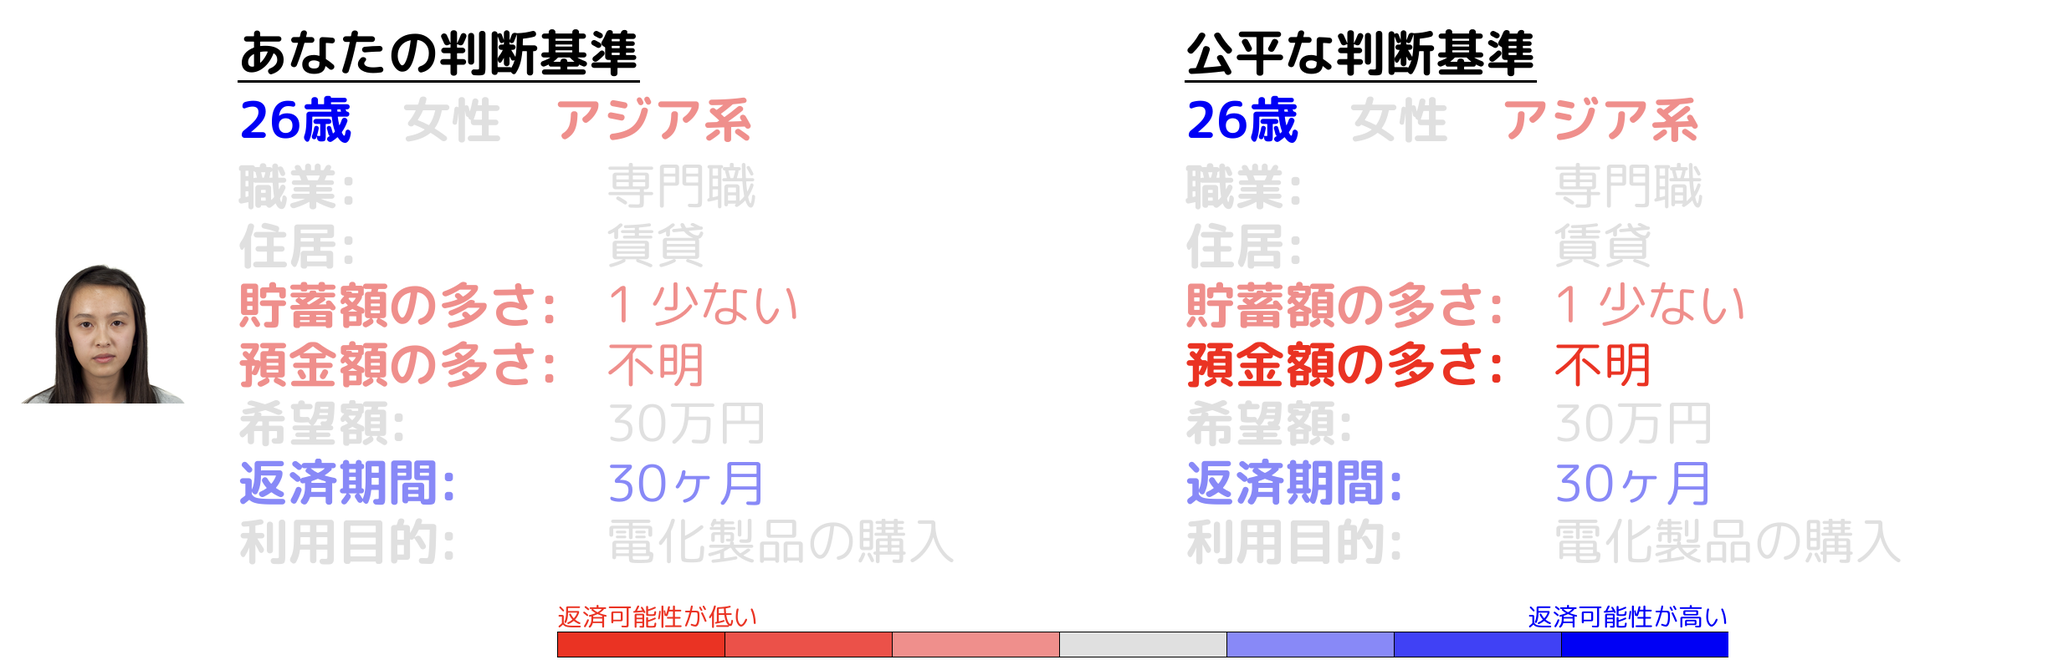 あなたの判断基準
26歳 女性 アジア系
職業: 専門職
住居: 賃貸
貯蓄額の多さ: 1 少ない
預金額の多さ: 不明
希望額: 30万円
返済期間: 30ヶ月
利用目的: 電化製品の購入
公平な判断基準
26歳 女性 アジア系
職業: 専門職
住居: 賃貸
貯蓄額の多さ: 1 少ない
預金額の多さ: 不明
希望額: 30万円
返済期間: 30ヶ月
利用目的: 電化製品の購入
返済可能性が低い
返済可能性が高い